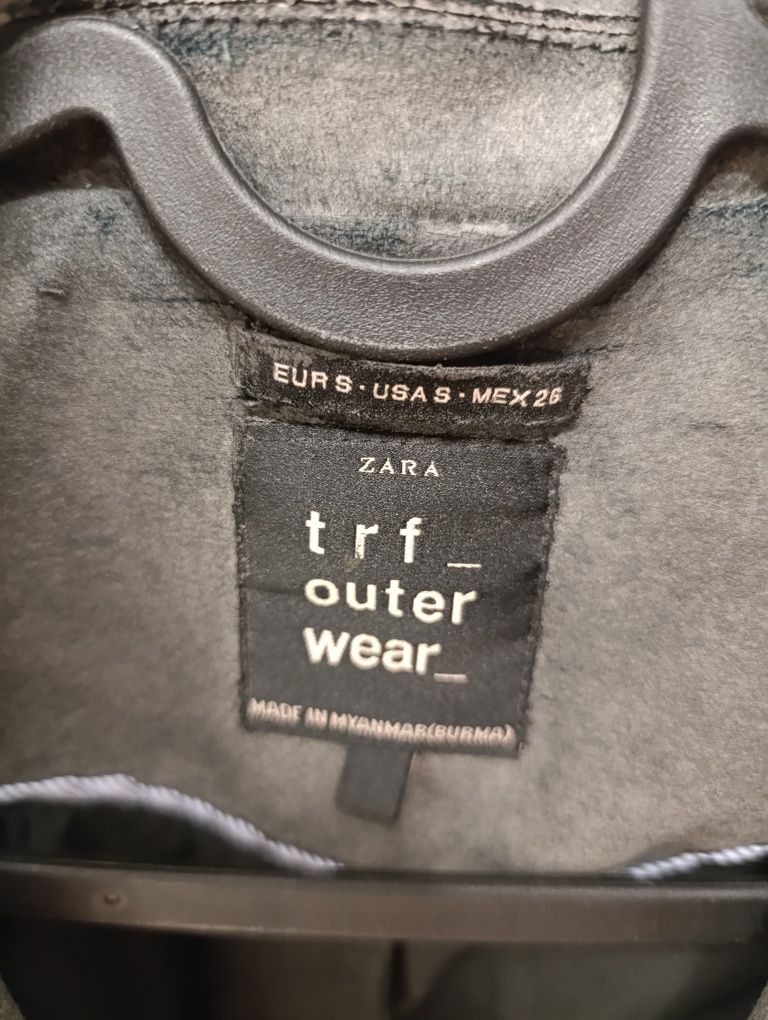 EUR S · USA S · MEX 26
ZARA
trf_
outer
wear_
MADE IN MYANMAR(BURMA)